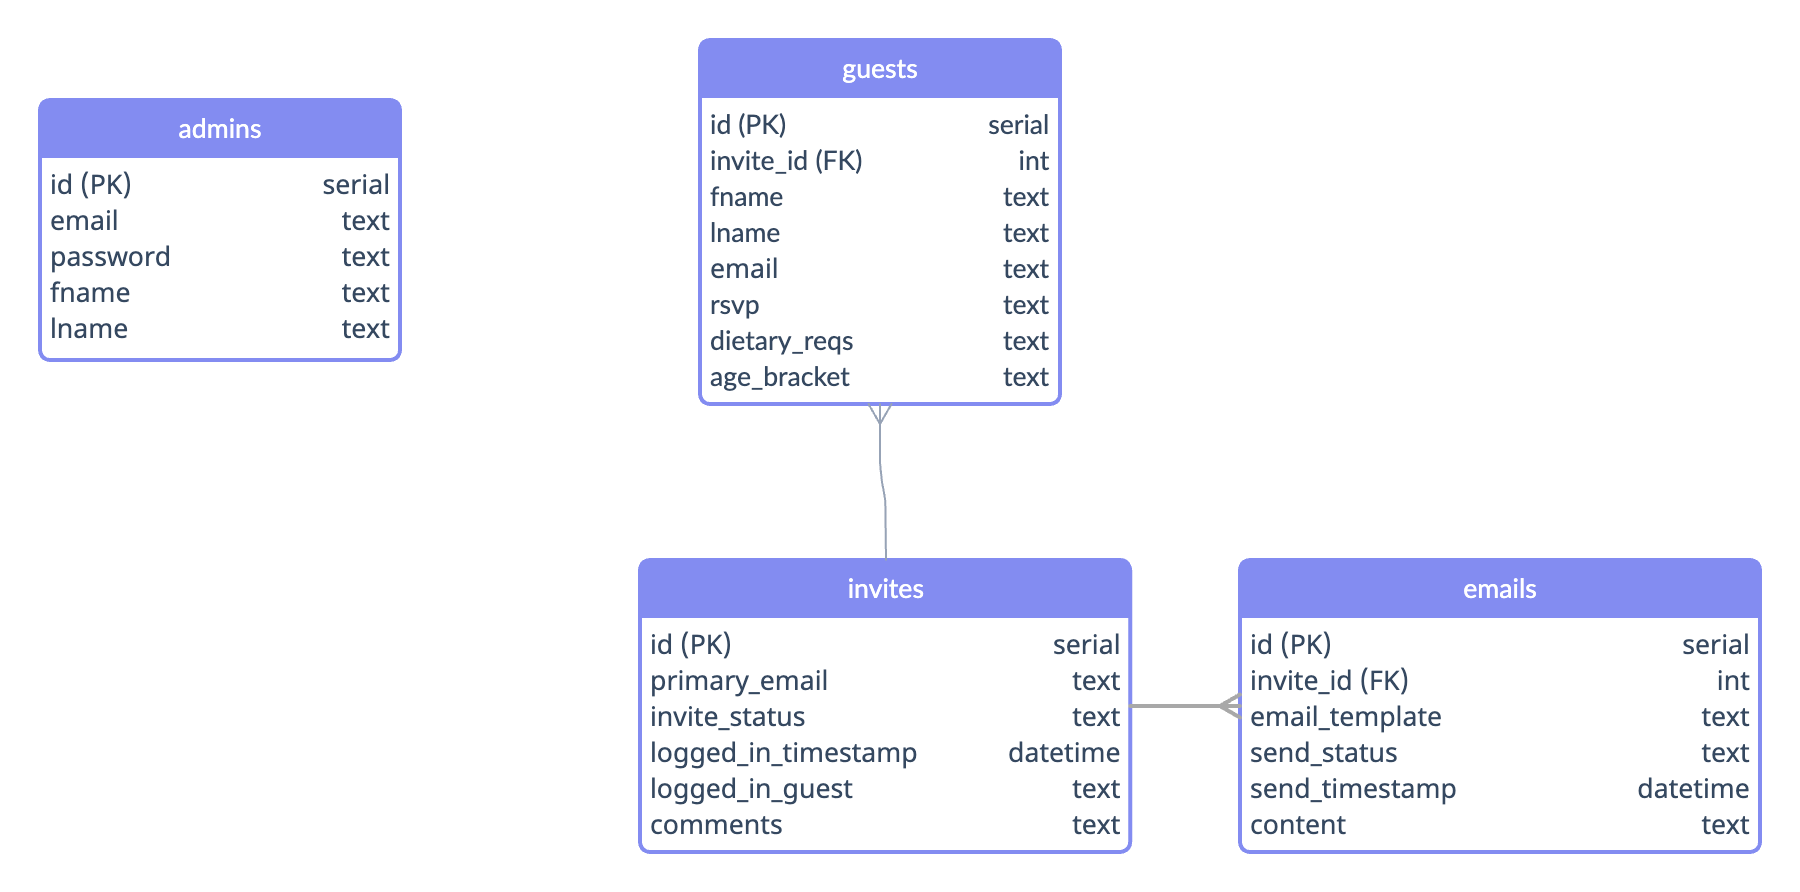 admins
id (PK) serial
email text
password text
fname text
lname text
guests
id (PK) serial
invite_id (FK) int
fname text
lname text
email text
rsvp text
dietary_reqs text
age_bracket text
invites
id (PK) serial
primary_email text
invite_status text
logged_in_timestamp datetime
logged_in_guest text
comments text
emails
id (PK) serial
invite_id (FK) int
email_template text
send_status text
send_timestamp datetime
content text